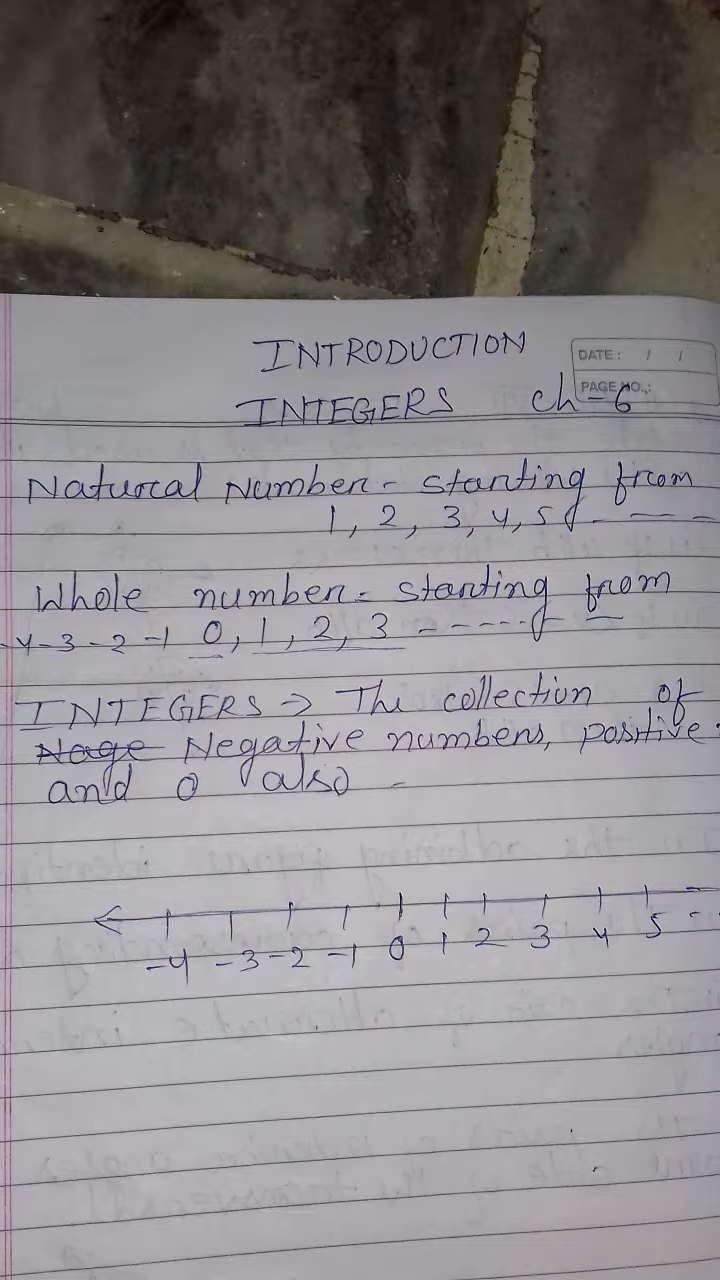 INTRODUCTION
DATE: / /
PAGE NO.:
INTEGERS ch-6
Natural Number - starting from
1, 2, 3, 4, 5 - - -
Whole number - starting from
-4 -3 -2 -1 0, 1, 2, 3 - - - - -
INTEGERS → The collection of
Nage Negative numbers, positive
and 0 also -
-4 -3 -2 -1 0 1 2 3 4 5 --